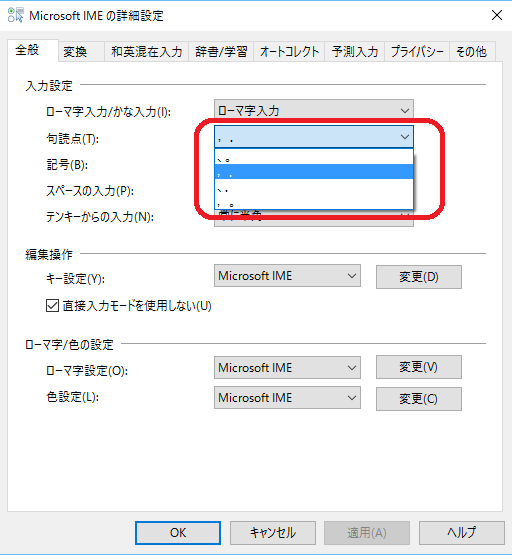 Microsoft IME の詳細設定
全般 変換 和英混在入力 辞書/学習 オートコレクト 予測入力 プライバシー その他
入力設定
ローマ字入力/かな入力(I): ローマ字入力
句読点(T): ，．
、。
記号(B):
，．
スペースの入力(P):
、．
，。
テンキーからの入力(N): 常に半角
編集操作
キー設定(Y): Microsoft IME 変更(D)
直接入力モードを使用しない(U)
ローマ字/色の設定
ローマ字設定(O): Microsoft IME 変更(V)
色設定(L): Microsoft IME 変更(C)
OK キャンセル 適用(A) ヘルプ